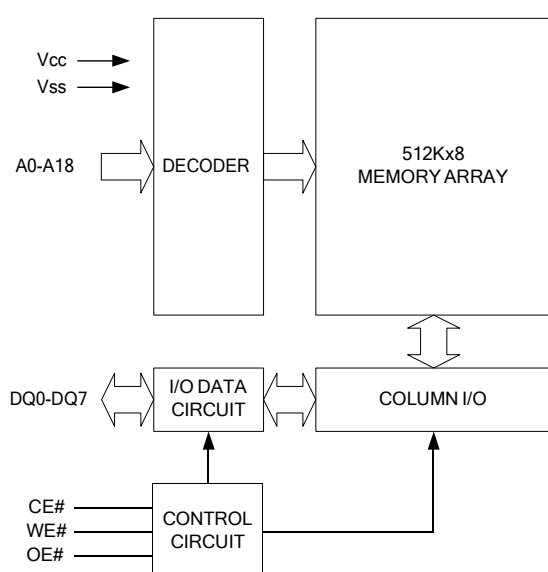 Vcc
Vss
A0-A18
DECODER
512Kx8
MEMORY ARRAY
DQ0-DQ7
I/O DATA
CIRCUIT
COLUMN I/O
CE#
WE#
OE#
CONTROL
CIRCUIT